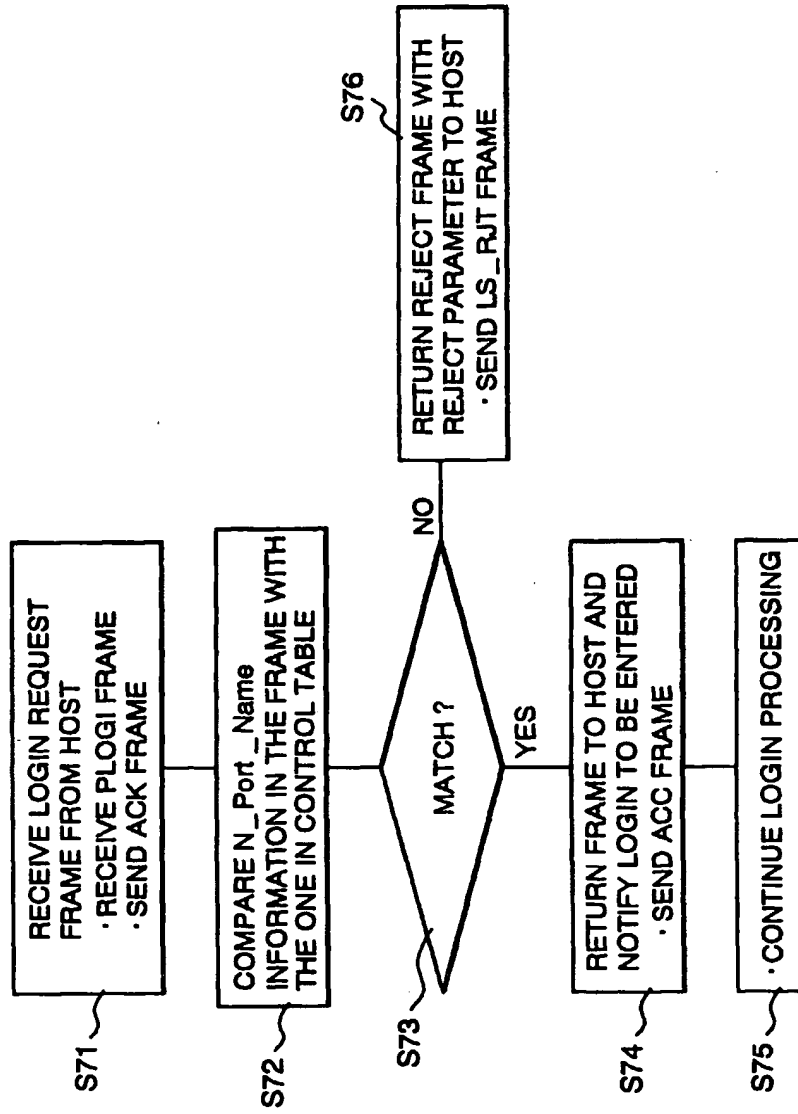 S71
RECEIVE LOGIN REQUEST
FRAME FROM HOST
· RECEIVE PLOGI FRAME
· SEND ACK FRAME
S72
COMPARE N_Port _Name
INFORMATION IN THE FRAME WITH
THE ONE IN CONTROL TABLE
S73
MATCH ?
NO
YES
S76
RETURN REJECT FRAME WITH
REJECT PARAMETER TO HOST
· SEND LS_RJT FRAME
S74
RETURN FRAME TO HOST AND
NOTIFY LOGIN TO BE ENTERED
· SEND ACC FRAME
S75
· CONTINUE LOGIN PROCESSING